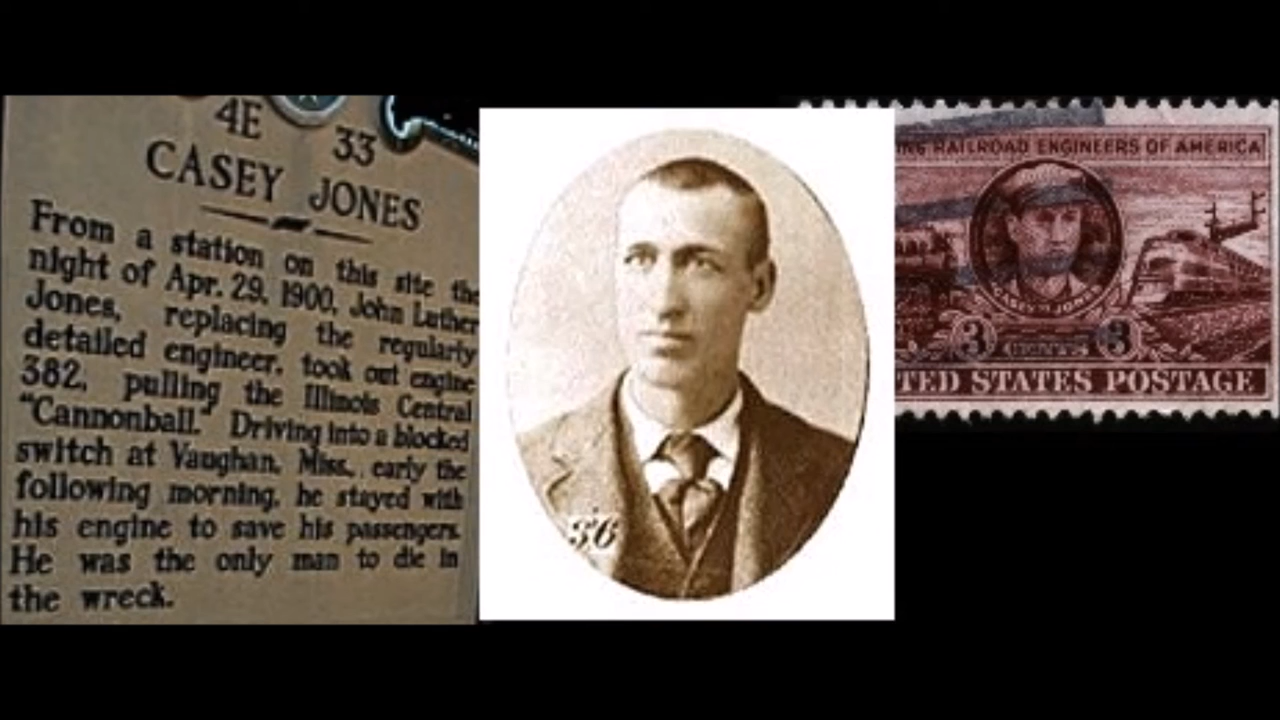 4E 33
CASEY JONES
From a station on this site the
night of Apr. 29, 1900, John Luther
Jones, replacing the regularly
detailed engineer, took out engine
382, pulling the Illinois Central
"Cannonball." Driving into a blocked
switch at Vaughan, Miss., early the
following morning, he stayed with
his engine to save his passengers.
He was the only man to die in
the wreck.
36
RAILROAD ENGINEERS OF AMERICA
CASEY JONES
3 CENTS 3
TED STATES POSTAGE